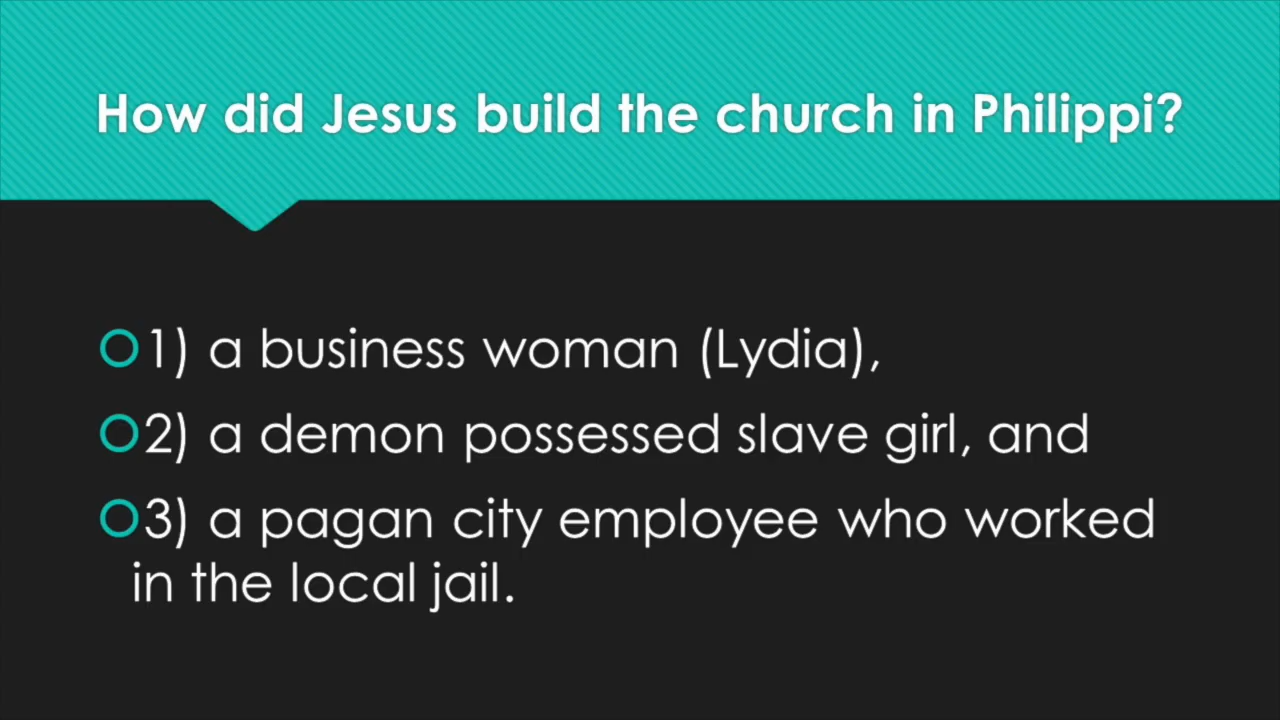 How did Jesus build the church in Philippi?
1) a business woman (Lydia),
2) a demon possessed slave girl, and
3) a pagan city employee who worked
in the local jail.